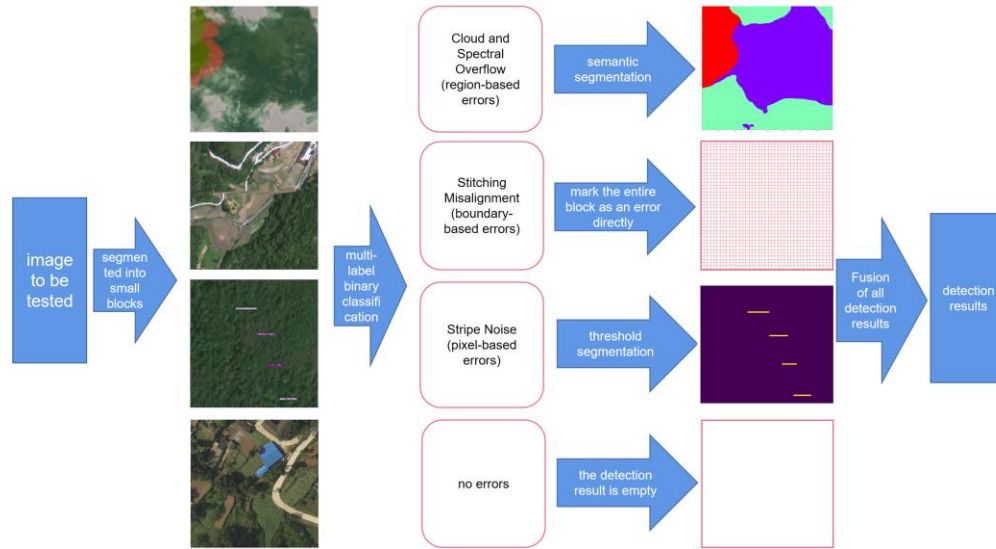 image
to be
tested
segmen
ted into
small
blocks
multi-
label
binary
classifi
cation
Cloud and
Spectral
Overflow
(region-based
errors)
semantic
segmentation
Stitching
Misalignment
(boundary-
based errors)
mark the entire
block as an error
directly
Stripe Noise
(pixel-based
errors)
threshold
segmentation
no errors
the detection
result is empty
Fusion
of all
detection
results
detection
results